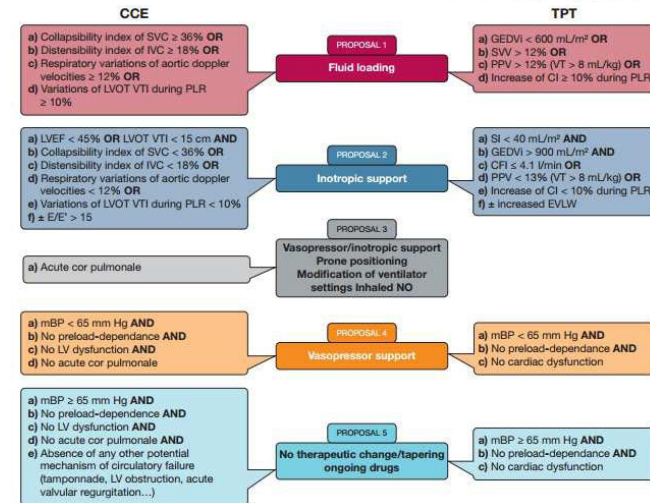 CCE
TPT
a) Collapsibility index of SVC ≥ 36% OR
b) Distensibility index of IVC ≥ 18% OR
c) Respiratory variations of aortic doppler
velocities ≥ 12% OR
d) Variations of LVOT VTI during PLR
≥ 10%
PROPOSAL 1
Fluid loading
a) GEDVi < 600 mL/m² OR
b) SVV > 12% OR
c) PPV > 12% (VT > 8 mL/kg) OR
d) Increase of CI ≥ 10% during PLR
a) LVEF < 45% OR LVOT VTI < 15 cm AND
b) Collapsibility index of SVC < 36% OR
c) Distensibility index of IVC < 18% OR
d) Respiratory variations of aortic doppler
velocities < 12% OR
e) Variations of LVOT VTI during PLR < 10%
f) ± E/E' > 15
PROPOSAL 2
Inotropic support
a) SI < 40 mL/m² AND
b) GEDVi > 900 mL/m² AND
c) CFI ≤ 4.1 l/min OR
d) PPV < 13% (VT > 8 mL/kg) OR
e) Increase of CI < 10% during PLR
f) ± increased EVLW
a) Acute cor pulmonale
PROPOSAL 3
Vasopressor/inotropic support
Prone positioning
Modification of ventilator
settings Inhaled NO
a) mBP < 65 mm Hg AND
b) No preload-dependance AND
c) No LV dysfunction AND
d) No acute cor pulmonale
PROPOSAL 4
Vasopressor support
a) mBP < 65 mm Hg AND
b) No preload-dependance AND
c) No cardiac dysfunction
a) mBP ≥ 65 mm Hg AND
b) No preload-dependence AND
c) No LV dysfunction AND
d) No acute cor pulmonale AND
e) Absence of any other potential
mechanism of circulatory failure
(tamponnade, LV obstruction, acute
valvular regurgitation...)
PROPOSAL 5
No therapeutic change/tapering
ongoing drugs
a) mBP ≥ 65 mm Hg AND
b) No preload-dependance AND
c) No cardiac dysfunction